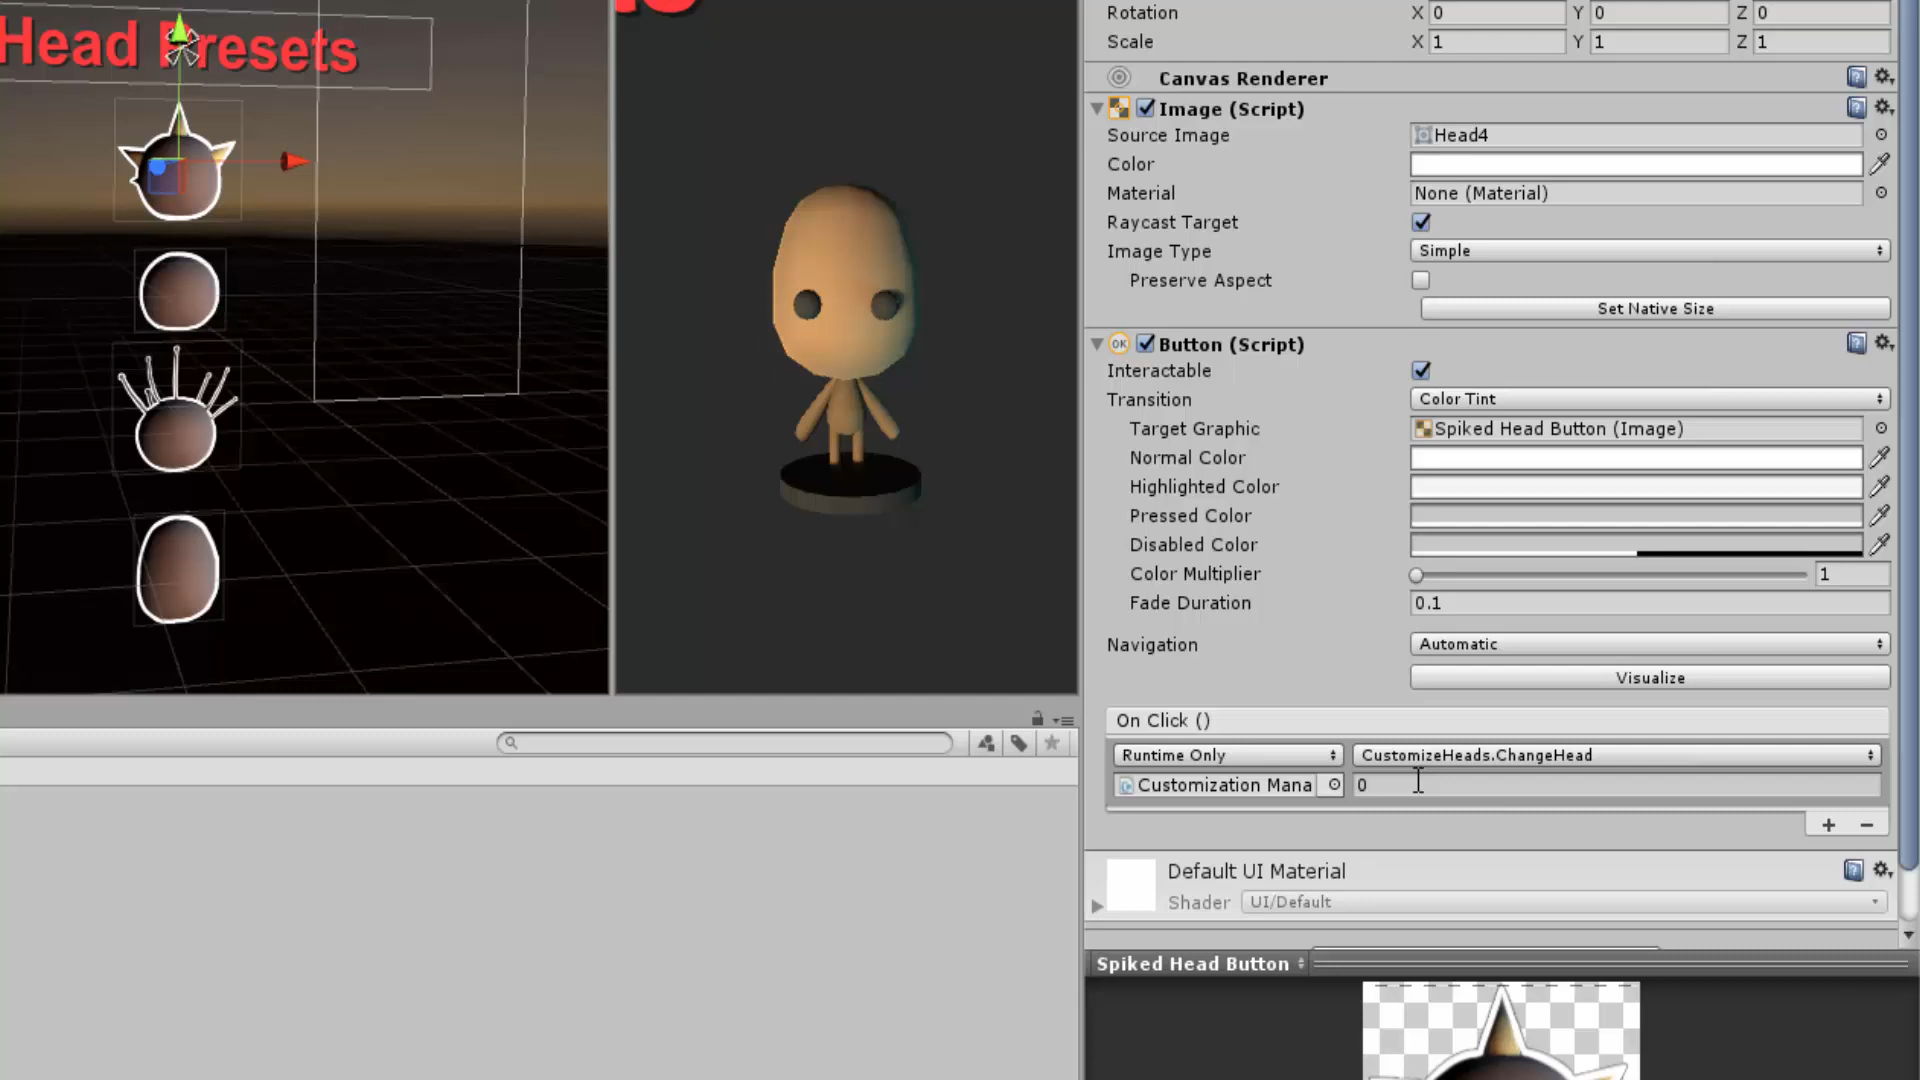 Head Presets
Rotation X 0 Y 0 Z 0
Scale X 1 Y 1 Z 1
Canvas Renderer
Image (Script)
Source Image Head4
Color
Material None (Material)
Raycast Target
Image Type Simple
Preserve Aspect
Set Native Size
OK Button (Script)
Interactable
Transition Color Tint
Target Graphic Spiked Head Button (Image)
Normal Color
Highlighted Color
Pressed Color
Disabled Color
Color Multiplier 1
Fade Duration 0.1
Navigation Automatic
Visualize
On Click ()
Runtime Only CustomizeHeads.ChangeHead
Customization Mana 0
+ −
Default UI Material
Shader UI/Default
Spiked Head Button